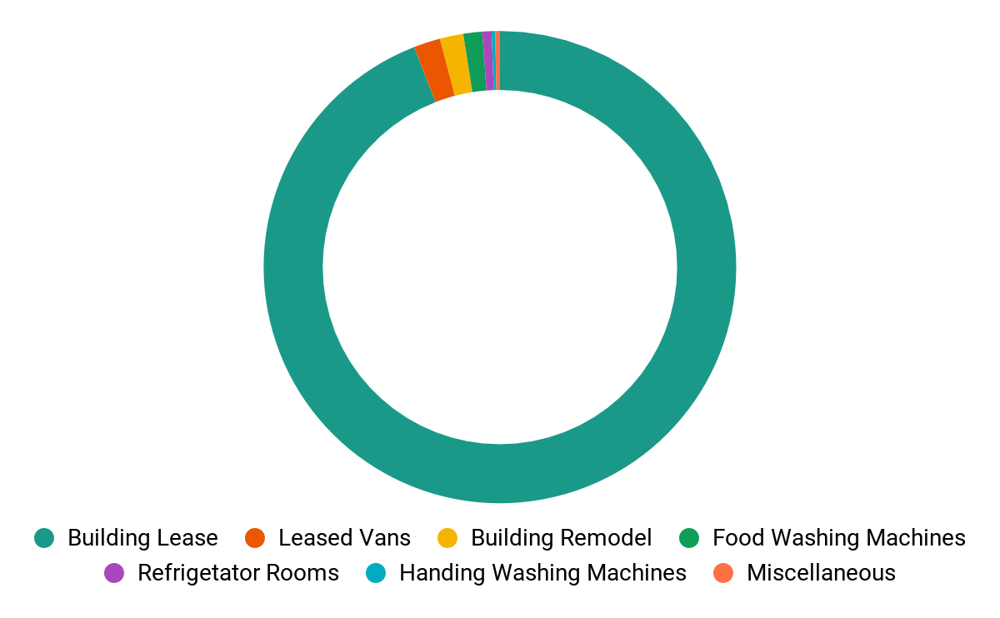 Building Lease Leased Vans Building Remodel Food Washing Machines
Refrigetator Rooms Handing Washing Machines Miscellaneous